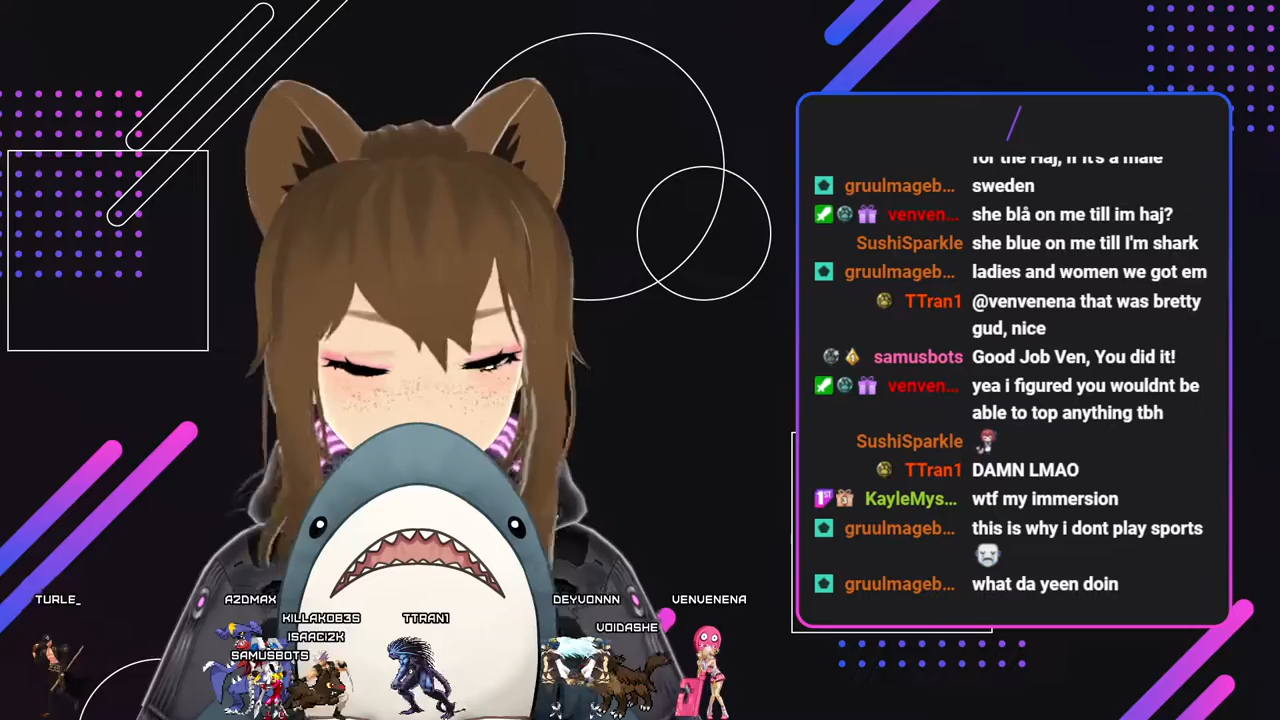 for the Haj, if it's a male
gruulmageb... sweden
venven... she blå on me till im haj?
SushiSparkle she blue on me till I'm shark
gruulmageb... ladies and women we got em
TTran1 @venvenena that was bretty
gud, nice
samusbots Good Job Ven, You did it!
venven... yea i figured you wouldnt be
able to top anything tbh
SushiSparkle
TTran1 DAMN LMAO
1ST KayleMys... wtf my immersion
gruulmageb... this is why i dont play sports
gruulmageb... what da yeen doin
TURLE_
AZDMAX
KILLAKOB3S
ISAACIZK
SAMUSBOTS
TTRAN1
DEYVONNN
VOIDASHE
VENVENENA